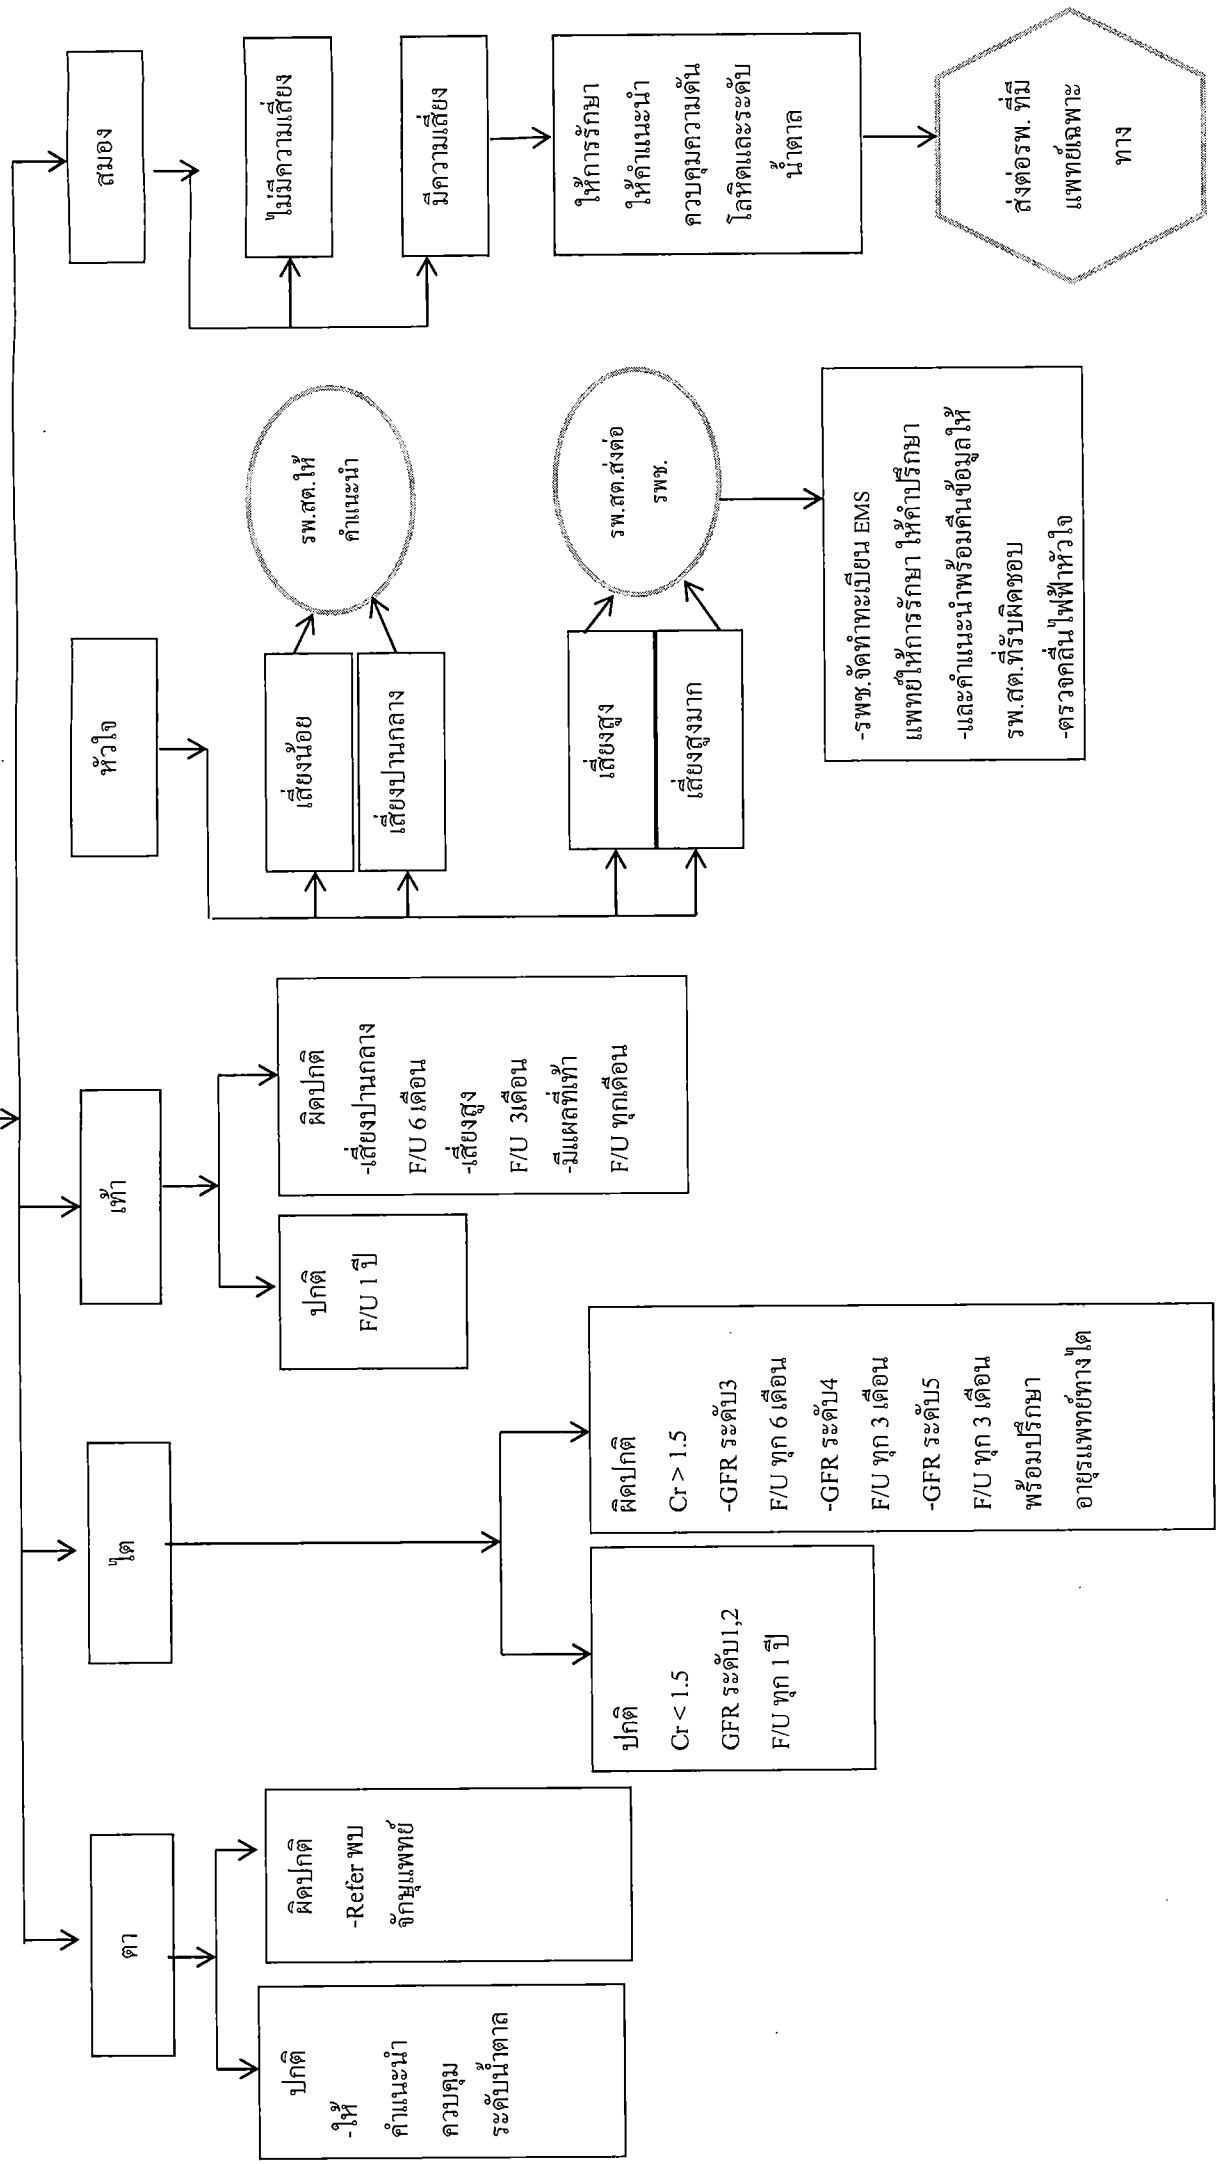 ตา
ปกติ
-ให้
คำแนะนำ
ควบคุม
ระดับน้ำตาล
ผิดปกติ
-Refer พบ
จักษุแพทย์
ไต
ปกติ
Cr < 1.5
GFR ระดับ1,2
F/U ทุก 1 ปี
ผิดปกติ
Cr > 1.5
-GFR ระดับ3
F/U ทุก 6 เดือน
-GFR ระดับ4
F/U ทุก 3 เดือน
-GFR ระดับ5
F/U ทุก 3 เดือน
พร้อมปรึกษา
อายุรแพทย์ทางไต
เท้า
ปกติ
F/U 1 ปี
ผิดปกติ
-เสี่ยงปานกลาง
F/U 6 เดือน
-เสี่ยงสูง
F/U 3เดือน
-มีแผลที่เท้า
F/U ทุกเดือน
หัวใจ
เสี่ยงน้อย
เสี่ยงปานกลาง
รพ.สต.ให้
คำแนะนำ
เสี่ยงสูง
เสี่ยงสูงมาก
รพ.สต.ส่งต่อ
รพช.
-รพช.จัดทำทะเบียน EMS
แพทย์ให้การรักษา ให้คำปรึกษา
-และคำแนะนำพร้อมคืนข้อมูลให้
รพ.สต.ที่รับผิดชอบ
-ตรวจคลื่นไฟฟ้าหัวใจ
สมอง
ไม่มีความเสี่ยง
มีความเสี่ยง
ให้การรักษา
ให้คำแนะนำ
ควบคุมความดัน
โลหิตและระดับ
น้ำตาล
ส่งต่อรพ. ที่มี
แพทย์เฉพาะ
ทาง